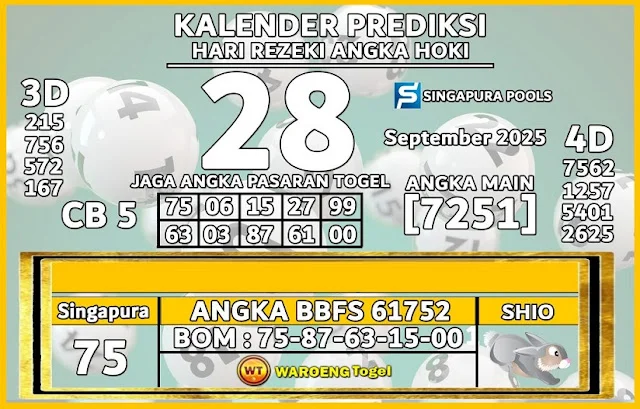 KALENDER PREDIKSI
HARI REZEKI ANGKA HOKI
28
3D
215
756
572
167
SINGAPURA POOLS
September 2025
4D
7562
1257
5401
2625
JAGA ANGKA PASARAN TOGEL
CB 5
75 06 15 27 99
63 03 87 61 00
ANGKA MAIN
[7251]
Singapura
75
ANGKA BBFS 61752
BOM : 75-87-63-15-00
WT WAROENG Togel
SHIO